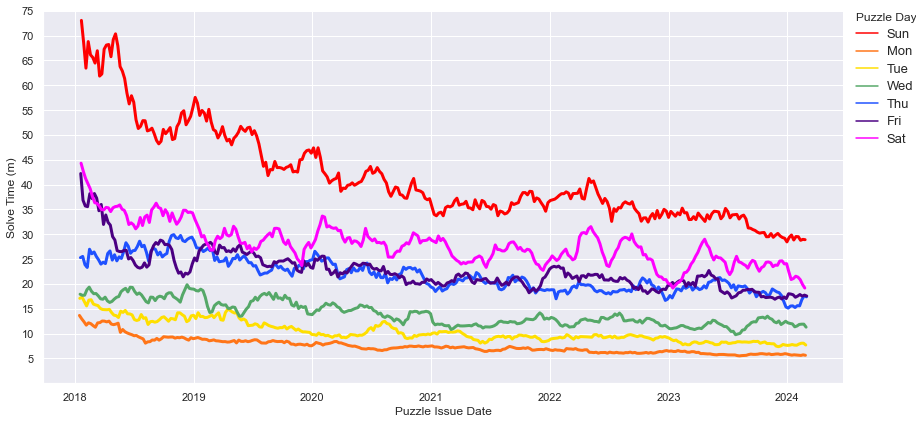 75
70
65
60
55
50
45
40
35
30
25
20
15
10
5
Solve Time (m)
2018 2019 2020 2021 2022 2023 2024
Puzzle Issue Date
Puzzle Day
Sun
Mon
Tue
Wed
Thu
Fri
Sat